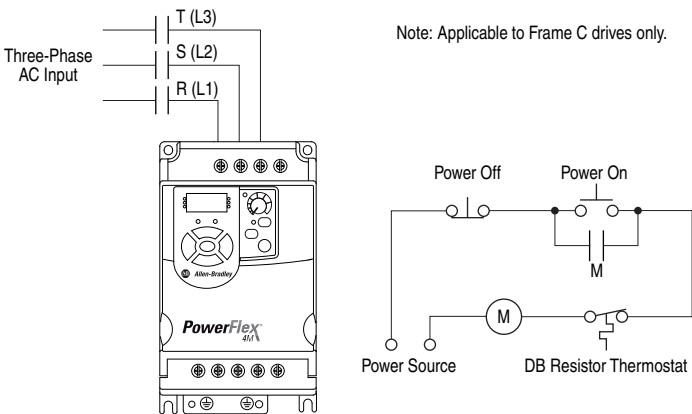 T (L3)
Note: Applicable to Frame C drives only.
Three-Phase
AC Input
S (L2)
R (L1)
Power Off
Power On
M
Allen-Bradley
PowerFlex
4M
M
Power Source
DB Resistor Thermostat